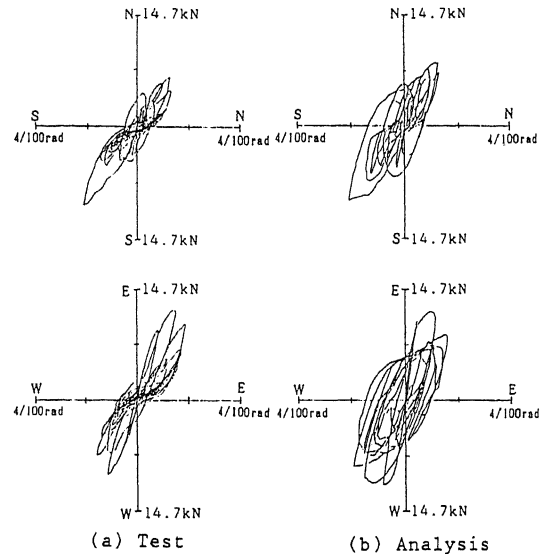 N 14.7kN N 14.7kN
S N S N
4/100rad 4/100rad 4/100rad 4/100rad
S 14.7kN S 14.7kN
E 14.7kN E 14.7kN
W E W E
4/100rad 4/100rad 4/100rad 4/100rad
W 14.7kN W 14.7kN
(a) Test (b) Analysis